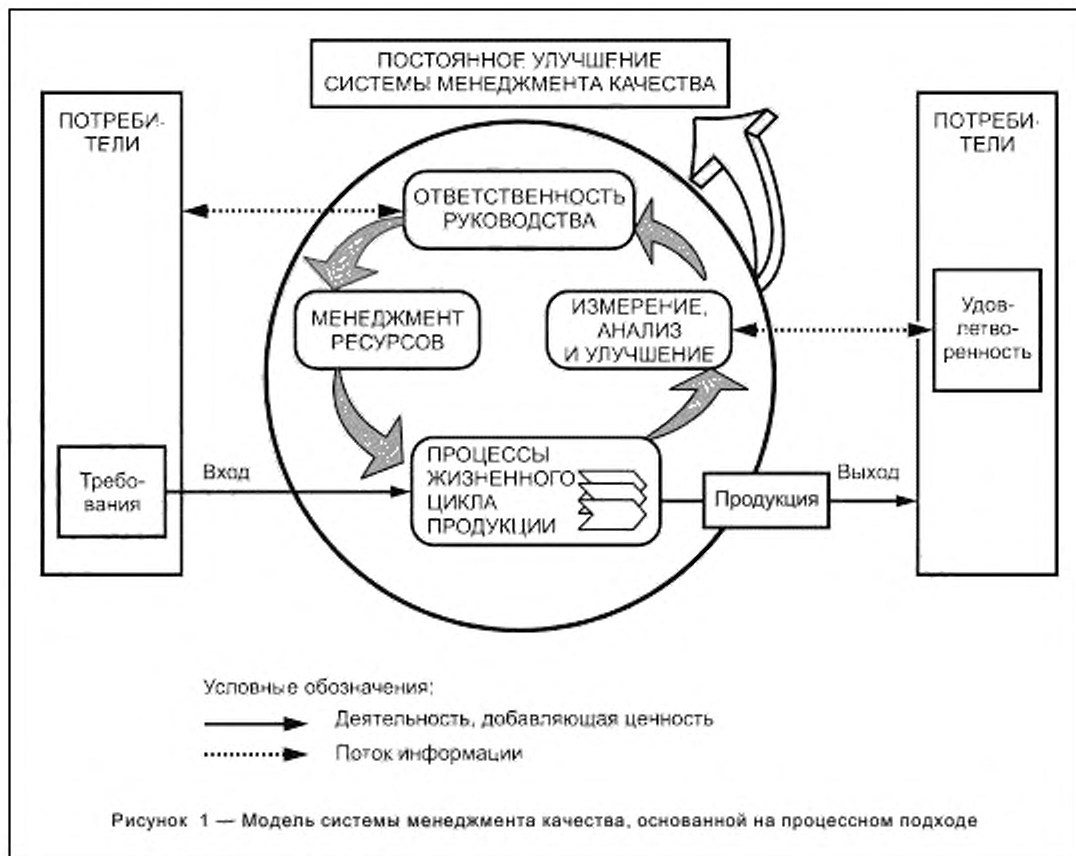 ПОСТОЯННОЕ УЛУЧШЕНИЕ
СИСТЕМЫ МЕНЕДЖМЕНТА КАЧЕСТВА
ПОТРЕБИ-
ТЕЛИ
ПОТРЕБИ-
ТЕЛИ
ОТВЕТСТВЕННОСТЬ
РУКОВОДСТВА
МЕНЕДЖМЕНТ
РЕСУРСОВ
ИЗМЕРЕНИЕ,
АНАЛИЗ
И УЛУЧШЕНИЕ
Удов-
летво-
ренность
Требо-
вания
Вход
ПРОЦЕССЫ
ЖИЗНЕННОГО
ЦИКЛА
ПРОДУКЦИИ
Продукция
Выход
Условные обозначения:
Деятельность, добавляющая ценность
Поток информации
Рисунок 1 — Модель системы менеджмента качества, основанной на процессном подходе